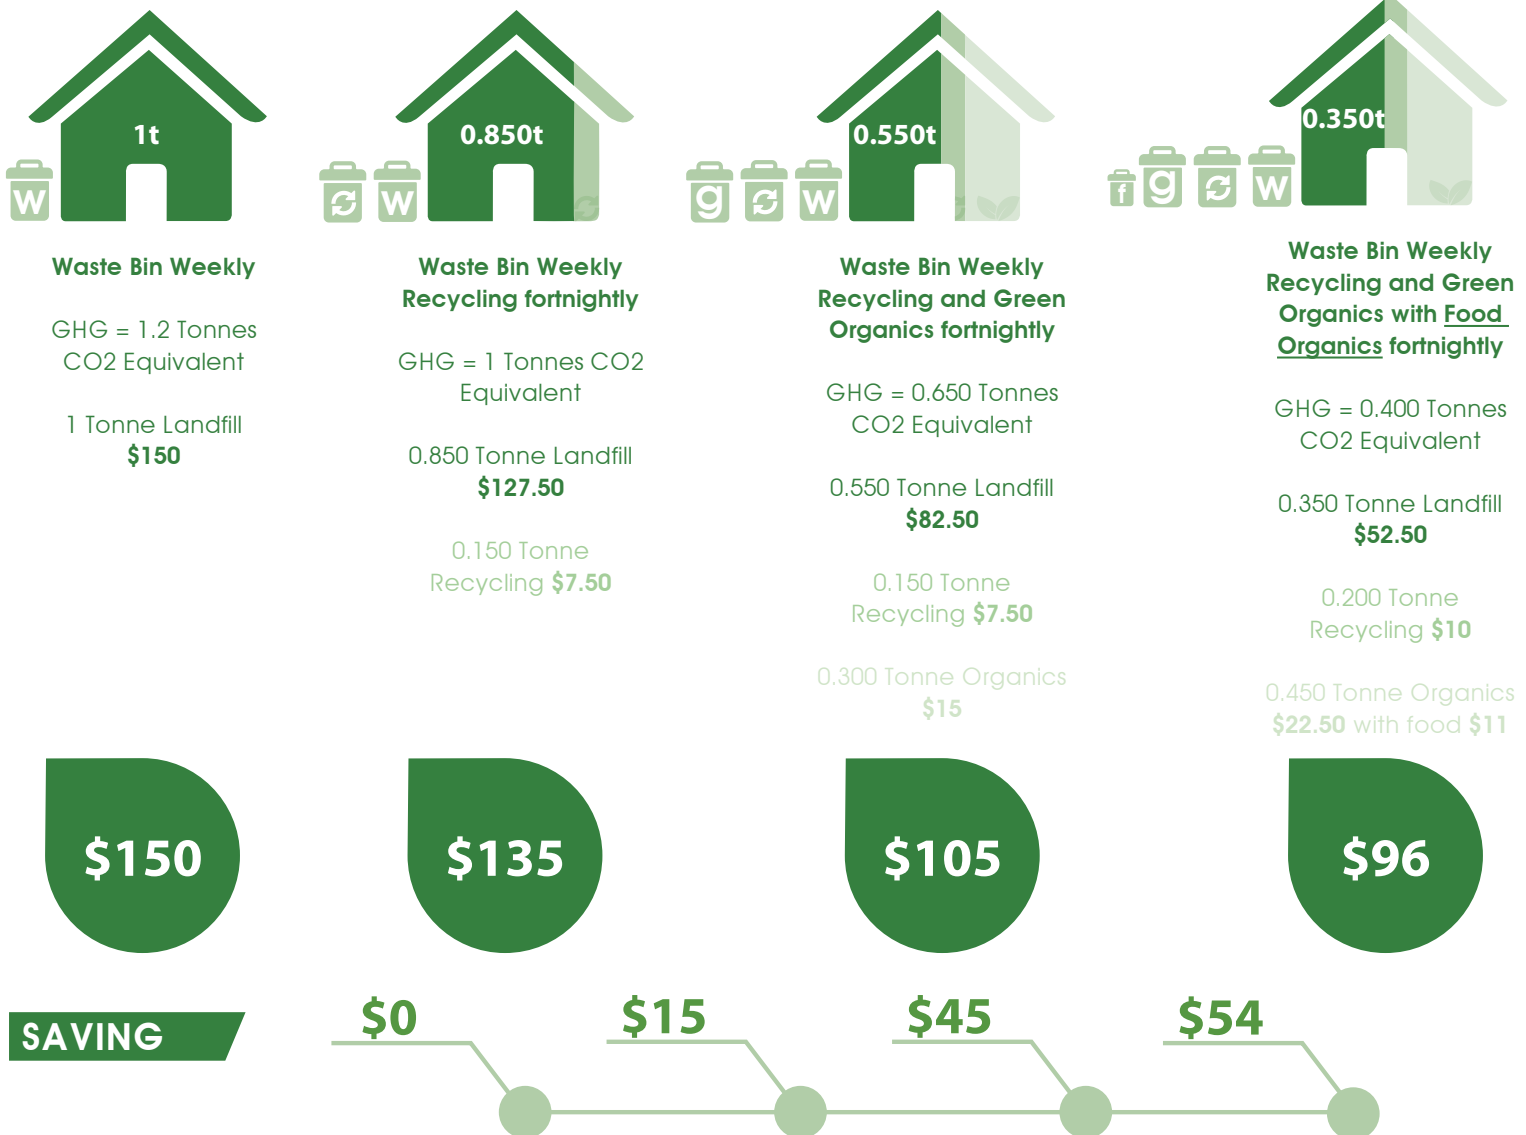 1t
w
Waste Bin Weekly
GHG = 1.2 Tonnes
CO2 Equivalent
1 Tonne Landfill
$150
$150
0.850t
w
Waste Bin Weekly
Recycling fortnightly
GHG = 1 Tonnes CO2
Equivalent
0.850 Tonne Landfill
$127.50
0.150 Tonne
Recycling $7.50
$135
0.550t
g w
Waste Bin Weekly
Recycling and Green
Organics fortnightly
GHG = 0.650 Tonnes
CO2 Equivalent
0.550 Tonne Landfill
$82.50
0.150 Tonne
Recycling $7.50
0.300 Tonne Organics
$15
$105
0.350t
f g w
Waste Bin Weekly
Recycling and Green
Organics with Food
Organics fortnightly
GHG = 0.400 Tonnes
CO2 Equivalent
0.350 Tonne Landfill
$52.50
0.200 Tonne
Recycling $10
0.450 Tonne Organics
$22.50 with food $11
$96
SAVING
$0 $15 $45 $54